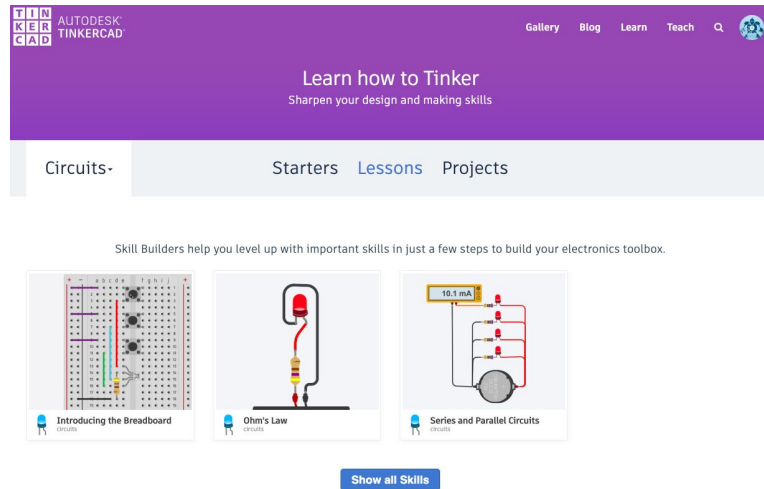 TIN
KER
CAD
AUTODESK®
TINKERCAD®
Gallery Blog Learn Teach
Learn how to Tinker
Sharpen your design and making skills
Circuits
Starters Lessons Projects
Skill Builders help you level up with important skills in just a few steps to build your electronics toolbox.
+ - a b c d e f g h i j +
10.1 mA
Introducing the Breadboard
circuits
Ohm's Law
circuits
Series and Parallel Circuits
circuits
Show all Skills